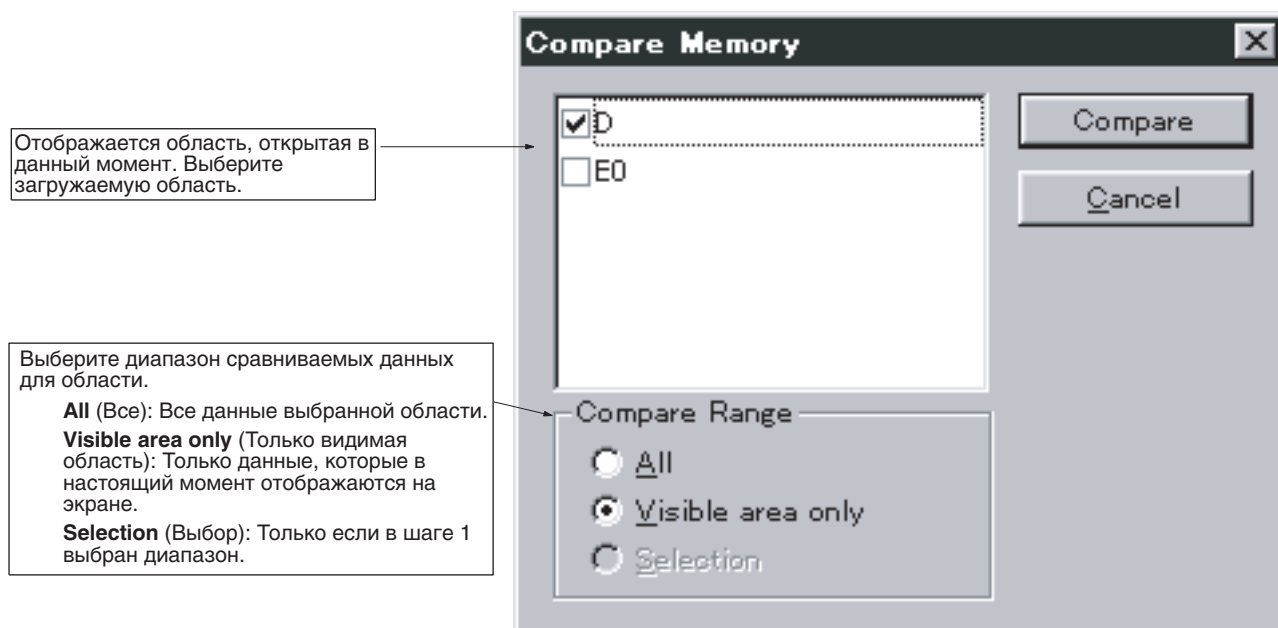 Compare Memory
Отображается область, открытая в
данный момент. Выберите
загружаемую область.
D
E0
Compare
Cancel
Выберите диапазон сравниваемых данных
для области.
All (Все): Все данные выбранной области.
Visible area only (Только видимая
область): Только данные, которые в
настоящий момент отображаются на
экране.
Selection (Выбор): Только если в шаге 1
выбран диапазон.
Compare Range
All
Visible area only
Selection